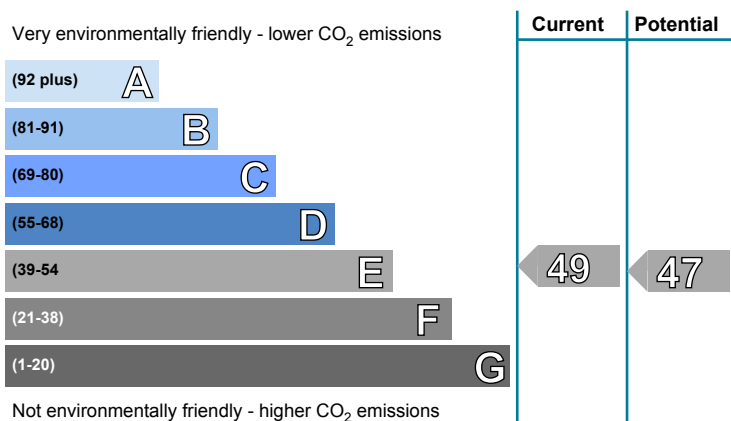 Very environmentally friendly - lower CO₂ emissions
Current
Potential
(92 plus) A
(81-91) B
(69-80) C
(55-68) D
(39-54 E
49
47
(21-38) F
(1-20) G
Not environmentally friendly - higher CO₂ emissions